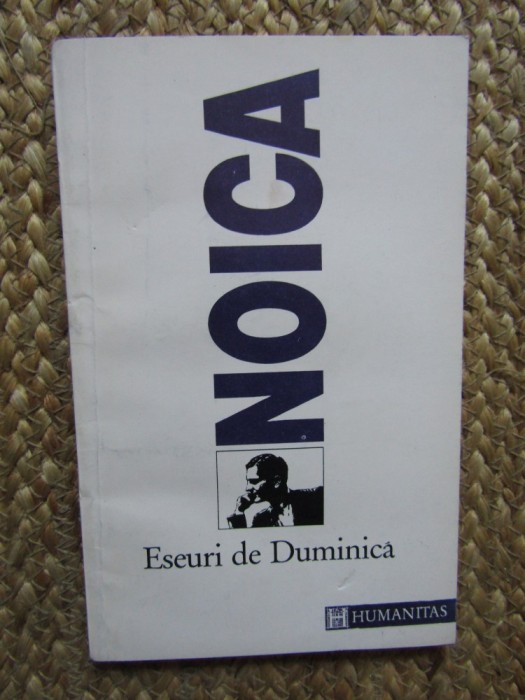 NOICA
Eseuri de Duminică
HUMANITAS